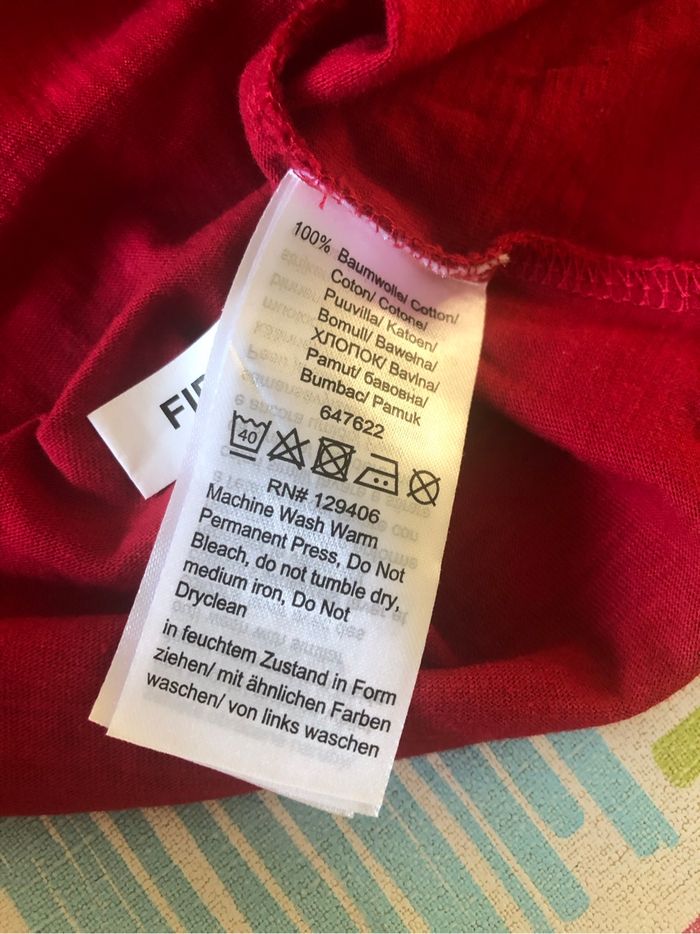 100% Baumwolle/ Cotton/
Coton/ Cotone/
Puuvilla/ Katoen/
Bomull/ Bawełna/
ХЛОПОК/ Bavlna/
Pamut/ бавовна/
Bumbac/ Pamuk
647622
40
RN# 129406
Machine Wash Warm
Permanent Press, Do Not
Bleach, do not tumble dry,
medium iron, Do Not
Dryclean
in feuchtem Zustand in Form
ziehen/ mit ähnlichen Farben
waschen/ von links waschen